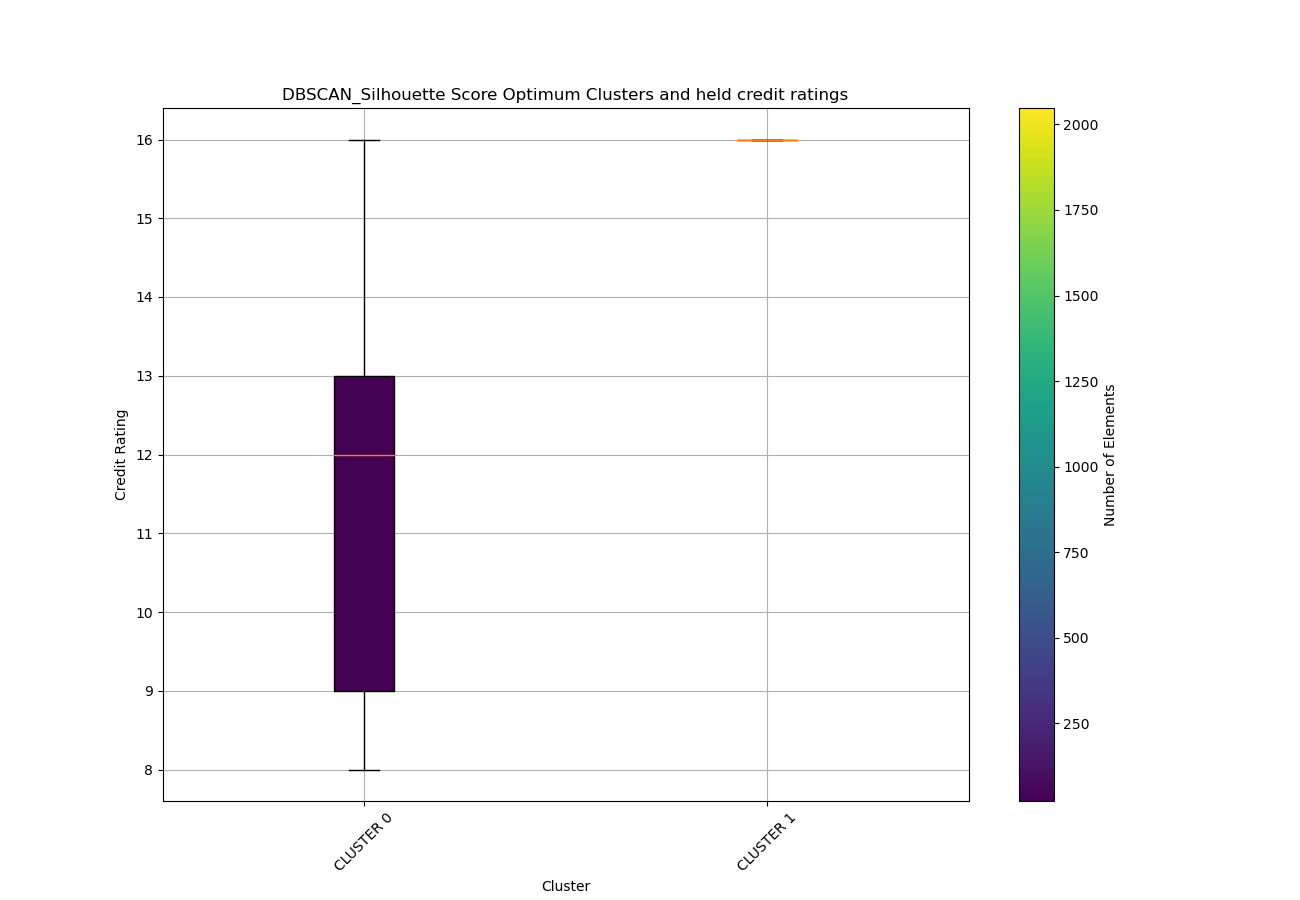 DBSCAN_Silhouette Score Optimum Clusters and held credit ratings
16
15
14
13
12
11
10
9
8
Credit Rating
CLUSTER 0
CLUSTER 1
Cluster
2000
1750
1500
1250
1000
750
500
250
Number of Elements